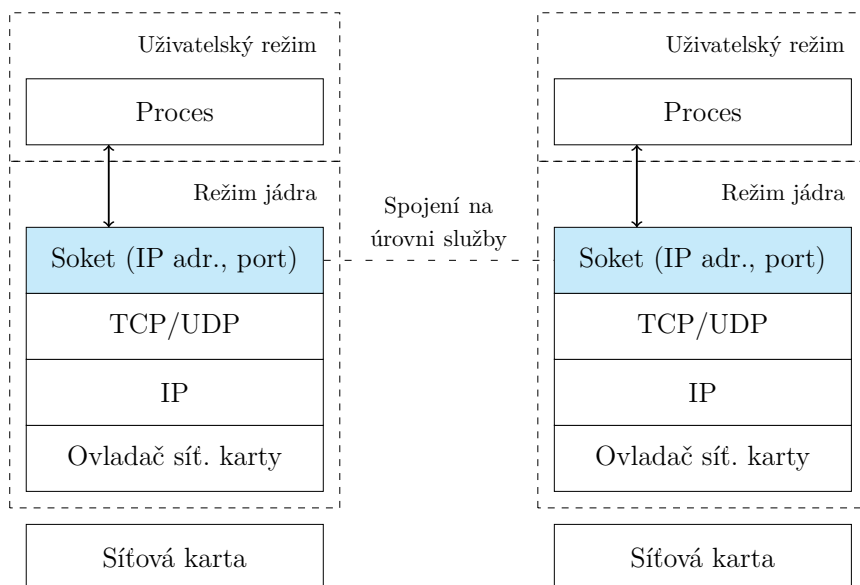 Uživatelský režim
Proces
Režim jádra
Soket (IP adr., port)
TCP/UDP
IP
Ovladač síť. karty
Síťová karta
Spojení na
úrovni služby
Uživatelský režim
Proces
Režim jádra
Soket (IP adr., port)
TCP/UDP
IP
Ovladač síť. karty
Síťová karta